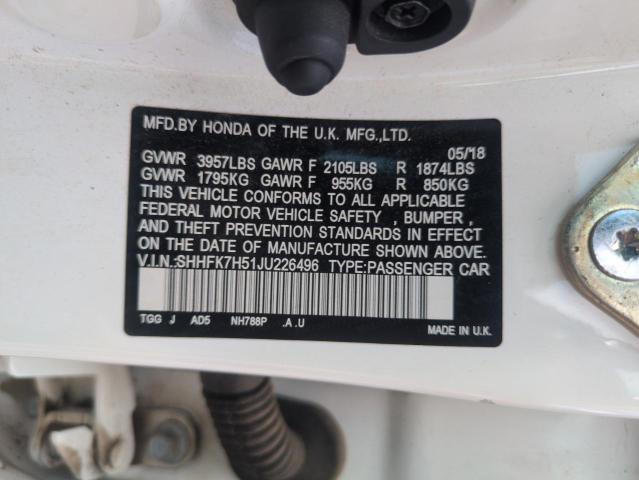 MFD.BY HONDA OF THE U.K. MFG.,LTD.
05/18
GVWR 3957LBS GAWR F 2105LBS R 1874LBS
GVWR 1795KG GAWR F 955KG R 850KG
THIS VEHICLE CONFORMS TO ALL APPLICABLE
FEDERAL MOTOR VEHICLE SAFETY , BUMPER ,
AND THEFT PREVENTION STANDARDS IN EFFECT
ON THE DATE OF MANUFACTURE SHOWN ABOVE.
V.I.N.:SHHFK7H51JU226496 TYPE:PASSENGER CAR
TGG J AD5 NH788P .A .U MADE IN U.K.